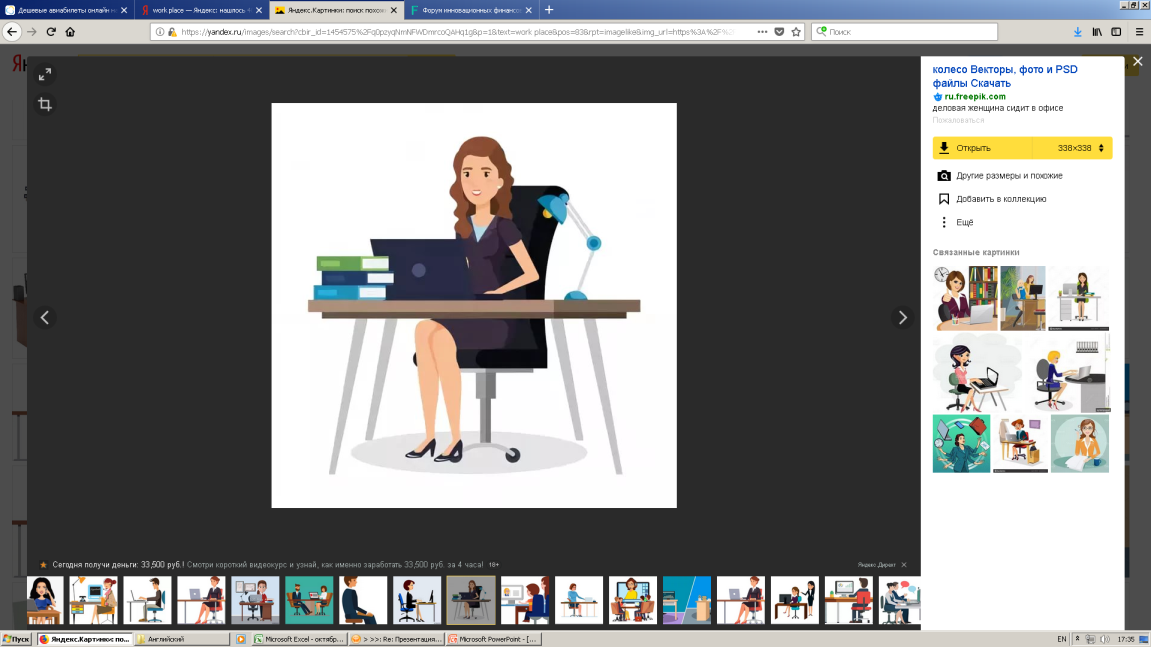 Дешевые авиабилеты онлайн
work place — Яндекс: нашлось
Яндекс.Картинки: поиск похож
Форум инновационных финансо
https://yandex.ru/images/search?cbir_id=1454575%2Fq0pzyqNmNFWDmrcoQAHq1g&p=1&text=work place&pos=83&rpt=imagelike&img_url=https%3A%2F%2
Поиск
колесо Векторы, фото и PSD
файлы Скачать
ru.freepik.com
деловая женщина сидит в офисе
Пожаловаться
Открыть 338×338
Другие размеры и похожие
Добавить в коллекцию
Ещё
Связанные картинки
Сегодня получи деньги: 33,500 руб.! Смотри короткий видеокурс и узнай, как именно заработать 33,500 руб. за 4 часа! 18+
Яндекс.Директ
Пуск
Яндекс.Картинки: по...
Английский
Microsoft Excel - октябр...
> >>: Re: Презентация...
Microsoft PowerPoint - [...
EN
17:35